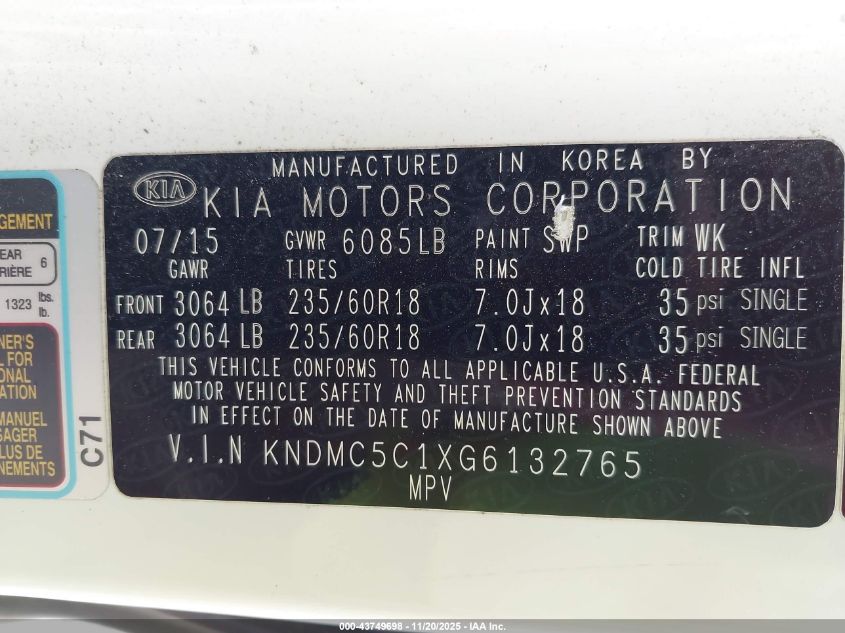 GEMENT
6
1323 lbs.
lb.
MANUEL
C71
MANUFACTURED IN KOREA BY
KIA KIA MOTORS CORPORATION
07/15 GVWR 6085LB PAINT SWP TRIM WK
GAWR TIRES RIMS COLD TIRE INFL
FRONT 3064 LB 235/60R18 7.0Jx18 35 psi SINGLE
REAR 3064 LB 235/60R18 7.0Jx18 35 psi SINGLE
THIS VEHICLE CONFORMS TO ALL APPLICABLE U.S.A. FEDERAL
MOTOR VEHICLE SAFETY AND THEFT PREVENTION STANDARDS
IN EFFECT ON THE DATE OF MANUFACTURE SHOWN ABOVE
V.I.N KNDMC5C1XG6132765
MPV
000-43749698 - 11/20/2025 - IAA Inc.